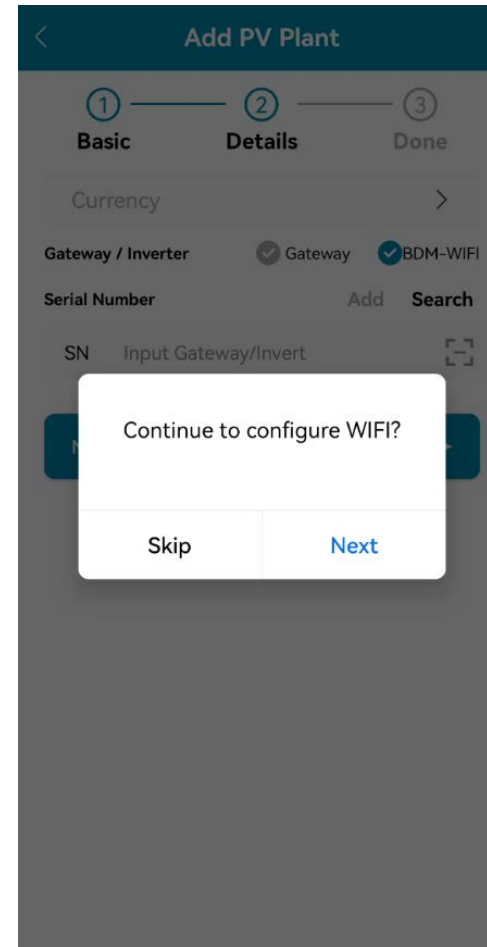 Add PV Plant
1 2 3
Basic Details Done
Currency
Gateway / Inverter Gateway BDM-WIFI
Serial Number Add Search
SN Input Gateway/Invert
Continue to configure WIFI?
Skip Next